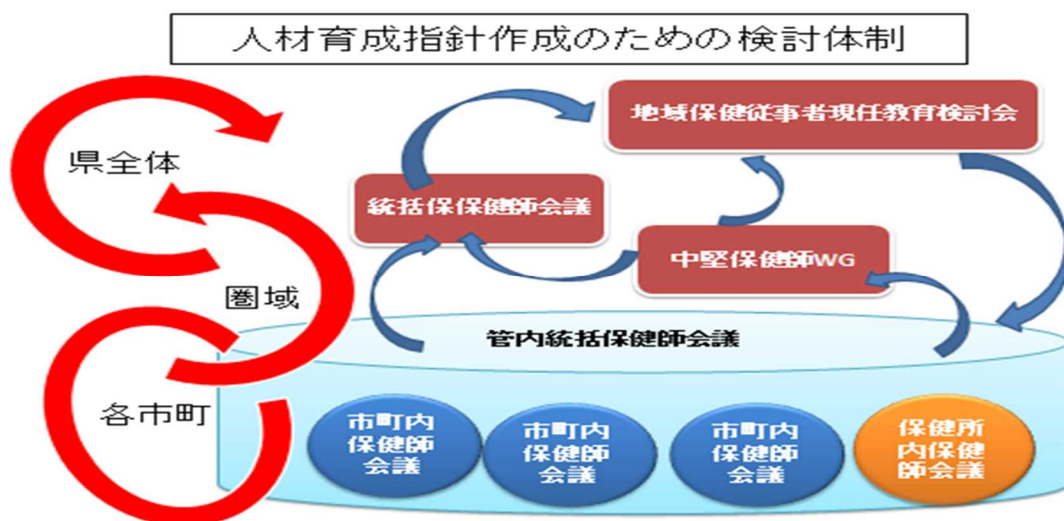 人材育成指針作成のための検討体制
県全体
地域保健従事者現任教育検討会
統括保保健師会議
中堅保健師WG
圏域
管内統括保健師会議
各市町
市町内
保健師
会議
市町内
保健師
会議
市町内
保健師
会議
保健所
内保健
師会議